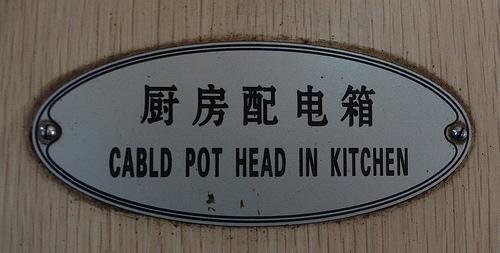 厨房配电箱
CABLD POT HEAD IN KITCHEN